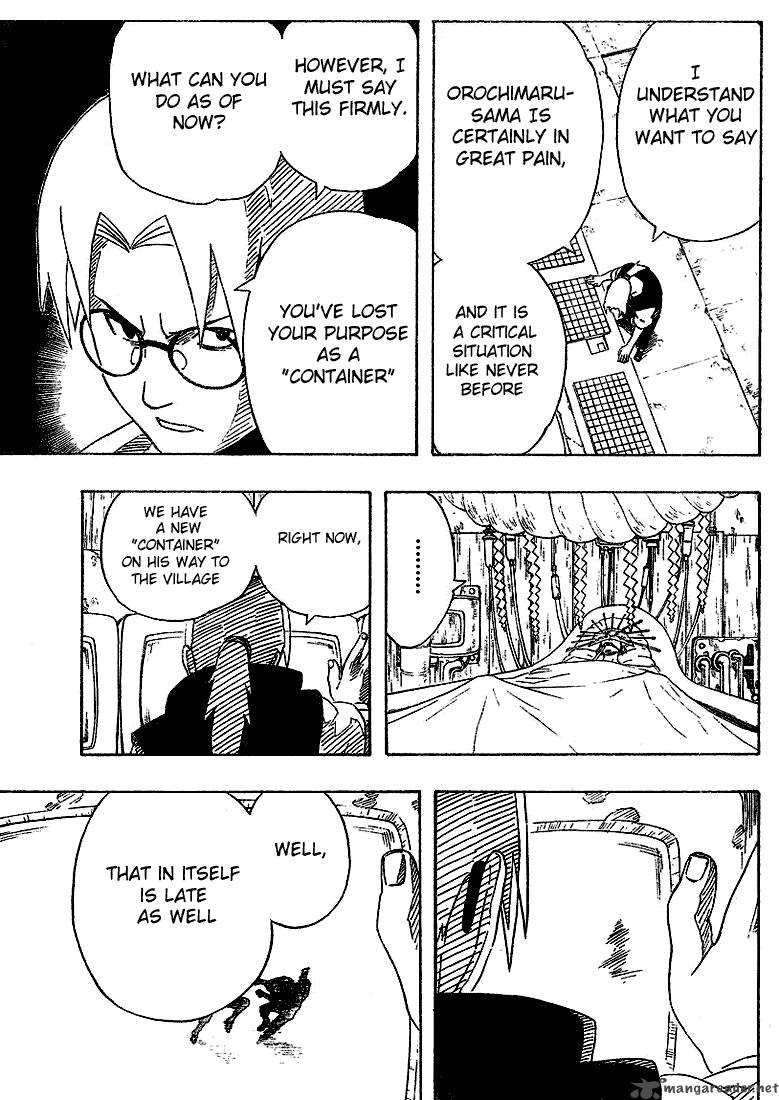 I
UNDERSTAND
WHAT YOU
WANT TO SAY
OROCHIMARU-
SAMA IS
CERTAINLY IN
GREAT PAIN,
AND IT IS
A CRITICAL
SITUATION
LIKE NEVER
BEFORE
HOWEVER, I
MUST SAY
THIS FIRMLY.
WHAT CAN YOU
DO AS OF
NOW?
YOU'VE LOST
YOUR PURPOSE
AS A
"CONTAINER"
.........
RIGHT NOW,
WE HAVE
A NEW
"CONTAINER"
ON HIS WAY TO
THE VILLAGE
WELL,
THAT IN ITSELF
IS LATE
AS WELL
mangareader.net